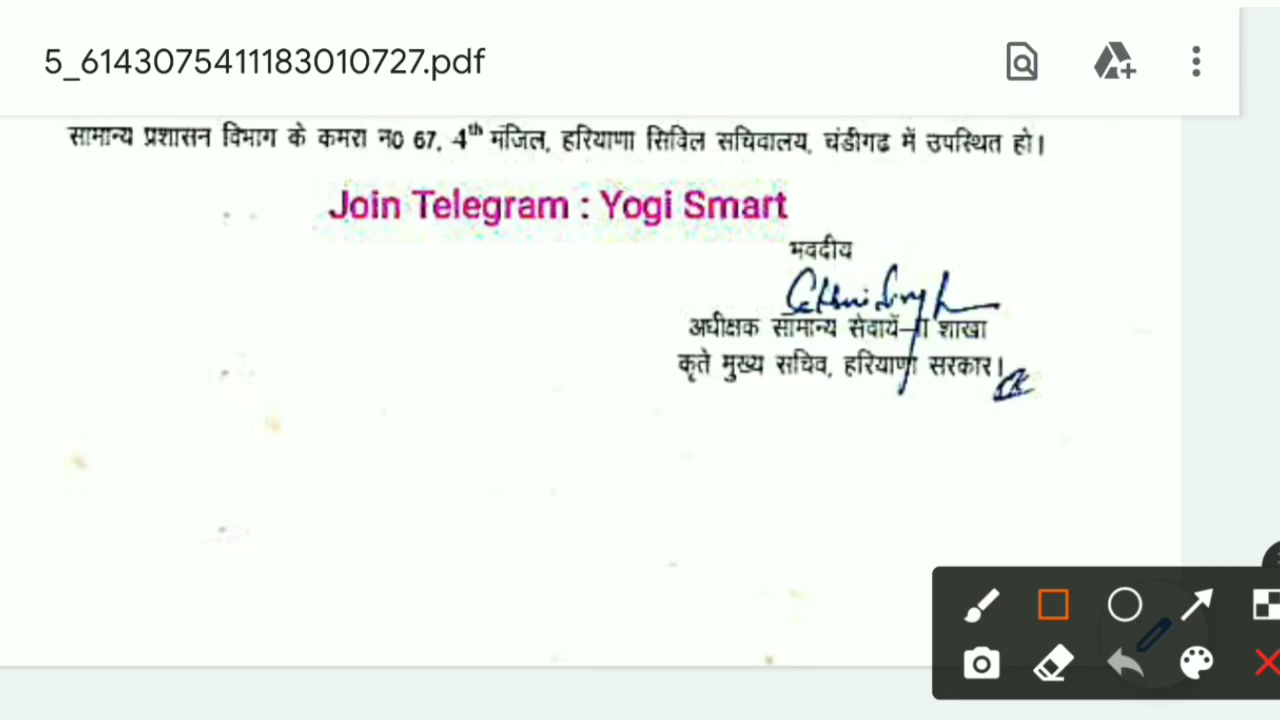 5_6143075411183010727.pdf
सामान्य प्रशासन विभाग के कमरा न0 67, 4th मंजिल, हरियाणा सिविल सचिवालय, चंडीगढ में उपस्थित हो।
Join Telegram : Yogi Smart
भवदीय
अधीक्षक सामान्य सेवायें- शाखा
कृते मुख्य सचिव, हरियाणा सरकार।